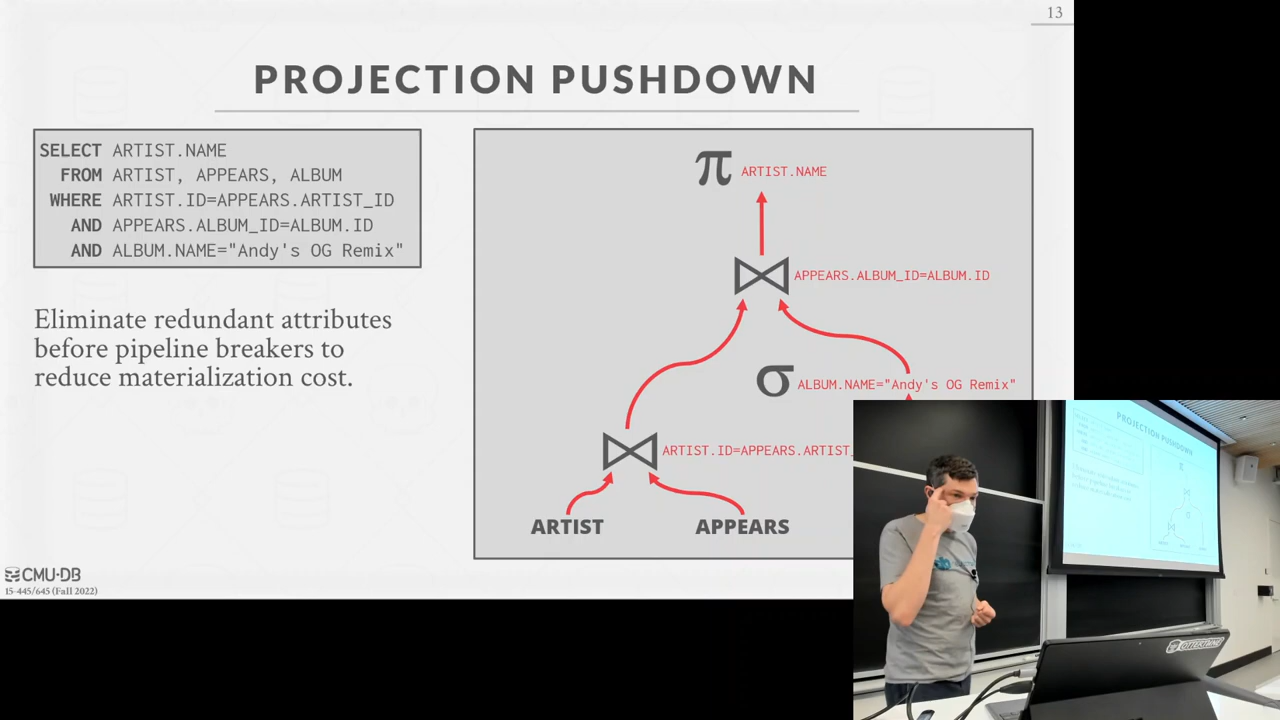 13
PROJECTION PUSHDOWN
SELECT ARTIST.NAME
FROM ARTIST, APPEARS, ALBUM
WHERE ARTIST.ID=APPEARS.ARTIST_ID
AND APPEARS.ALBUM_ID=ALBUM.ID
AND ALBUM.NAME="Andy's OG Remix"
Eliminate redundant attributes
before pipeline breakers to
reduce materialization cost.
π ARTIST.NAME
APPEARS.ALBUM_ID=ALBUM.ID
σ ALBUM.NAME="Andy's OG Remix"
ARTIST.ID=APPEARS.ARTIST_
ARTIST
APPEARS
CMU·DB
15-445/645 (Fall 2022)
PROJECTION PUSHDOWN